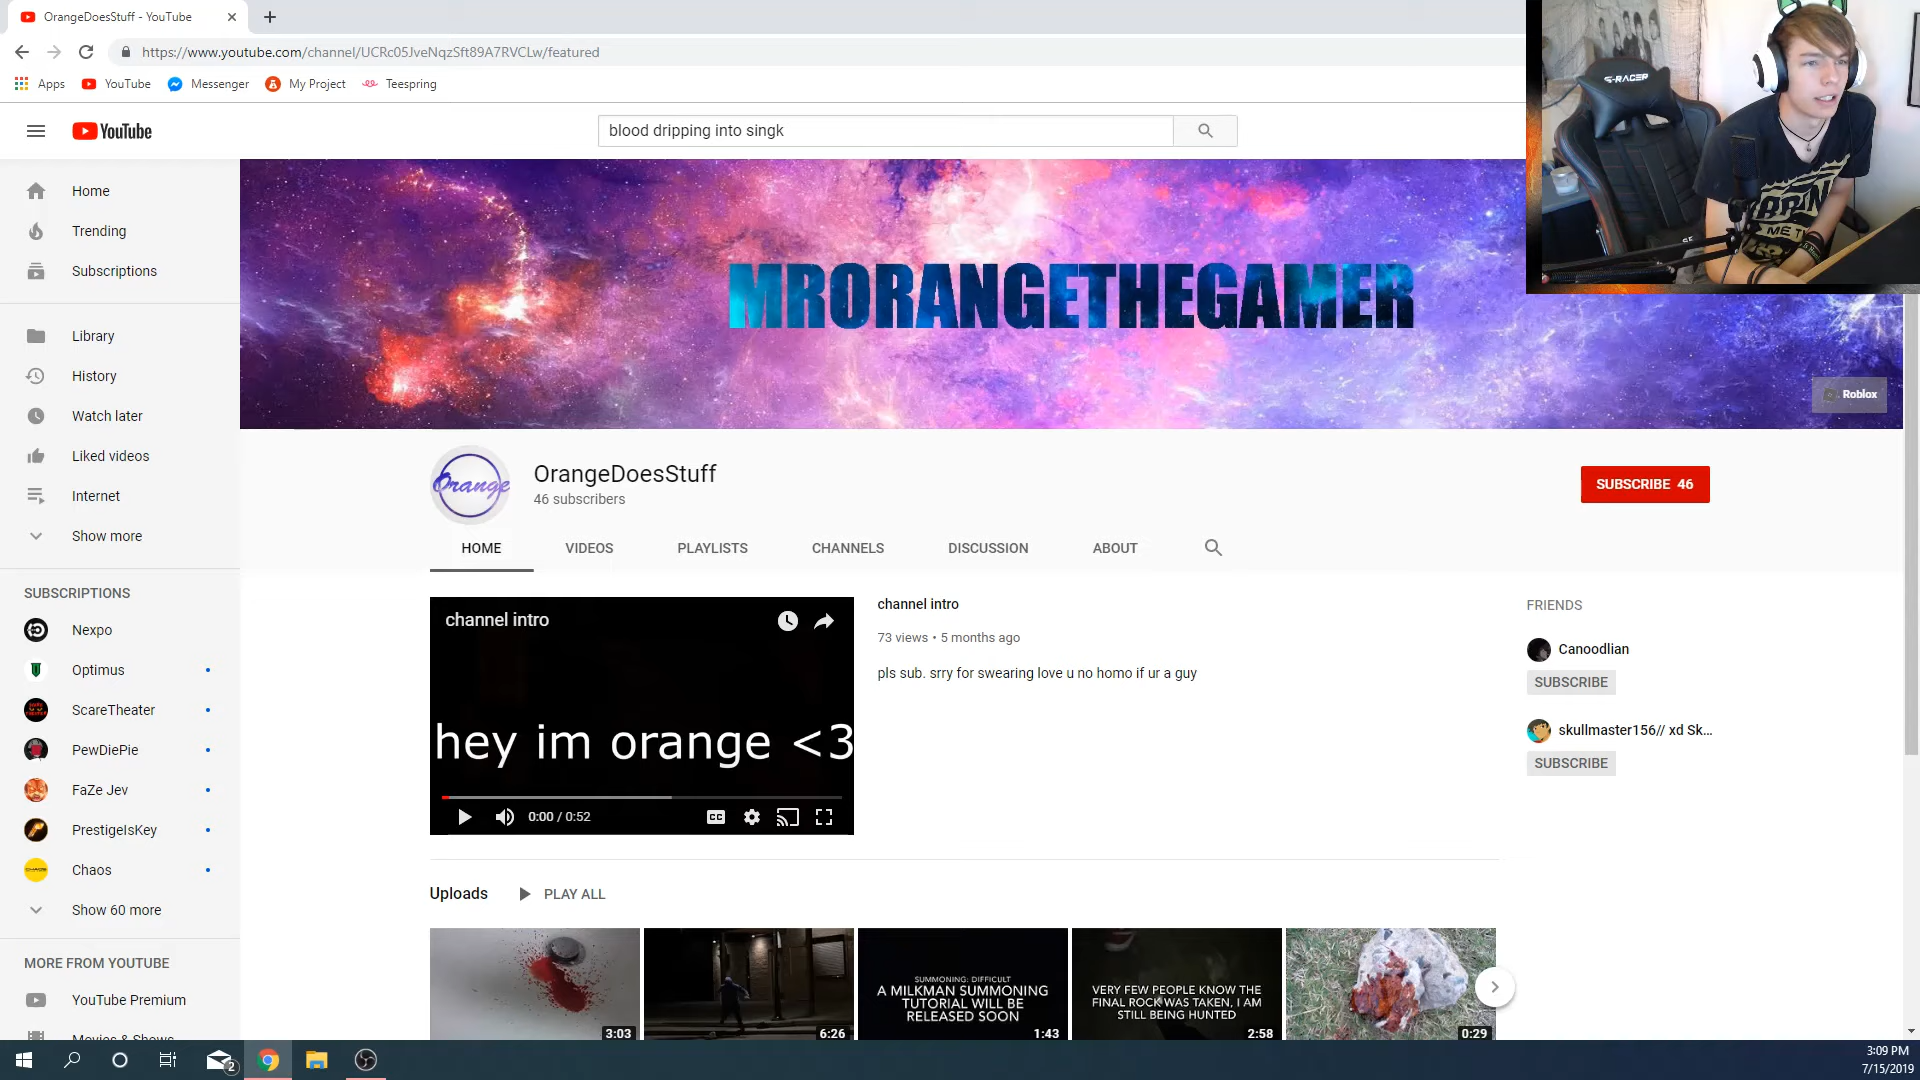 OrangeDoesStuff - YouTube
https://www.youtube.com/channel/UCRc05JveNqzSft89A7RVCLw/featured
Apps
YouTube
Messenger
My Project
Teespring
YouTube
blood dripping into singk
S-RACER
Home
Trending
Subscriptions
Library
History
Watch later
Liked videos
Internet
Show more
SUBSCRIPTIONS
Nexpo
Optimus
ScareTheater
PewDiePie
FaZe Jev
PrestigeIsKey
Chaos
Show 60 more
MORE FROM YOUTUBE
YouTube Premium
Movies & Shows
MRORANGETHEGAMER
Roblox
Orange
OrangeDoesStuff
46 subscribers
SUBSCRIBE 46
HOME
VIDEOS
PLAYLISTS
CHANNELS
DISCUSSION
ABOUT
channel intro
hey im orange <3
0:00 / 0:52
CC
channel intro
73 views • 5 months ago
pls sub. srry for swearing love u no homo if ur a guy
FRIENDS
Canoodlian
SUBSCRIBE
skullmaster156// xd Sk...
SUBSCRIBE
Uploads
PLAY ALL
3:03
6:26
SUMMONING: DIFFICULT
A MILKMAN SUMMONING
TUTORIAL WILL BE
RELEASED SOON
1:43
VERY FEW PEOPLE KNOW THE
FINAL ROCK WAS TAKEN, I AM
STILL BEING HUNTED
2:58
0:29
2
3:09 PM
7/15/2019